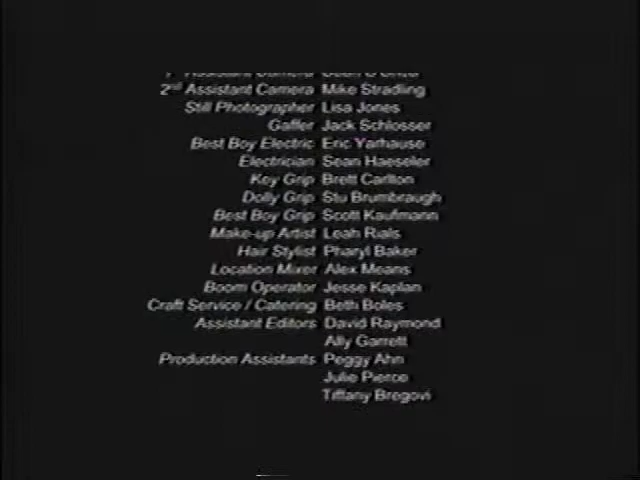 2nd Assistant Camera Mike Stradling
Still Photographer Lisa Jones
Gaffer Jack Schlosser
Best Boy Electric Eric Yarhause
Electrician Sean Haeseler
Key Grip Brett Carlton
Dolly Grip Stu Brumbraugh
Best Boy Grip Scott Kaufmann
Make-up Artist Leah Rials
Hair Stylist Pharyl Baker
Location Mixer Alex Means
Boom Operator Jesse Kaplan
Craft Service / Catering Beth Boles
Assistant Editors David Raymond
Ally Garrett
Production Assistants Peggy Ahn
Julie Pierce
Tiffany Bregovi